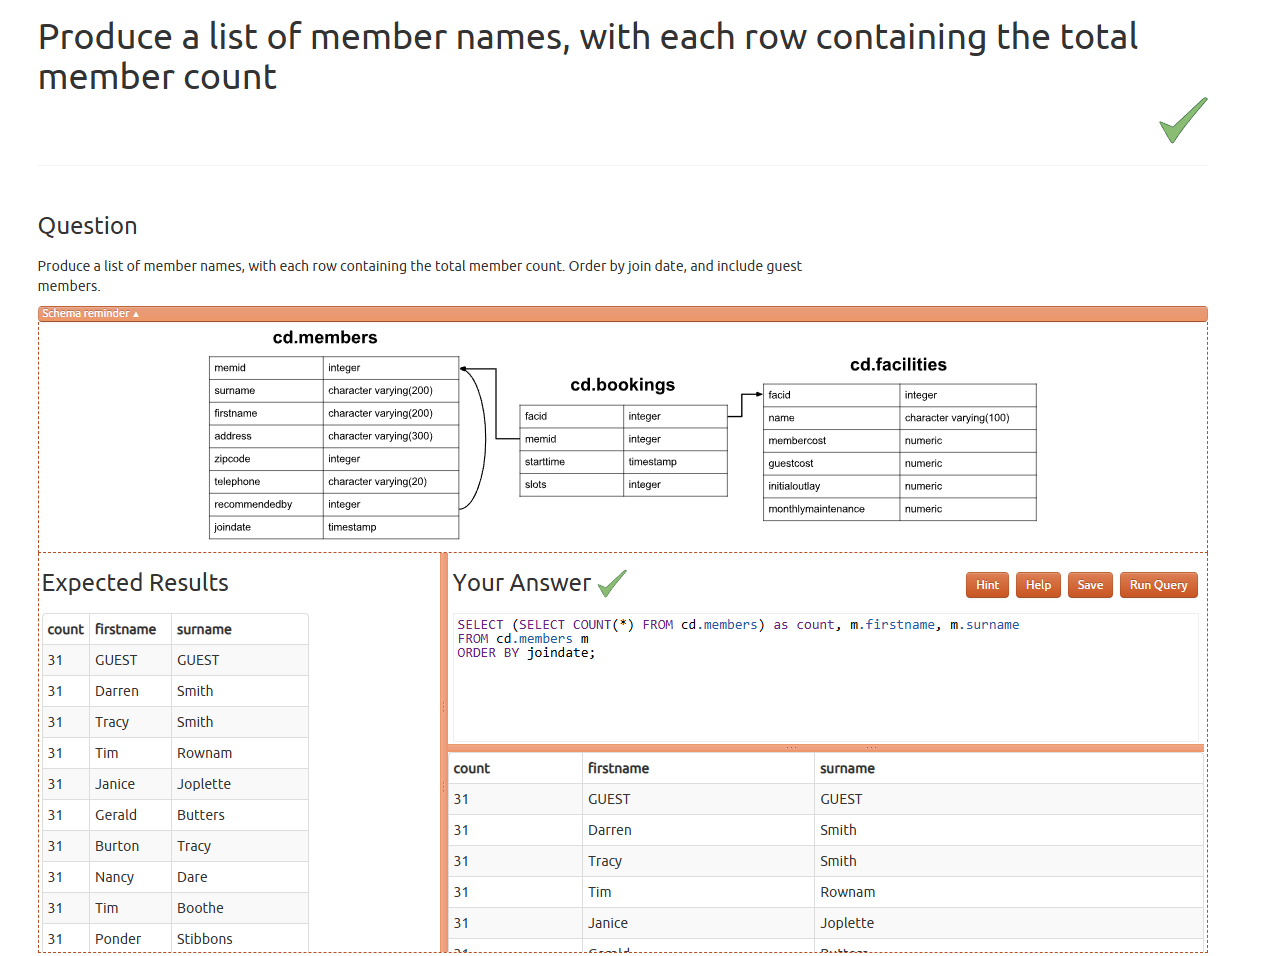 Produce a list of member names, with each row containing the total
member count
Question
Produce a list of member names, with each row containing the total member count. Order by join date, and include guest
members.
Schema reminder ▴
cd.members
memid integer
surname character varying(200)
firstname character varying(200)
address character varying(300)
zipcode integer
telephone character varying(20)
recommendedby integer
joindate timestamp
cd.bookings
facid integer
memid integer
starttime timestamp
slots integer
cd.facilities
facid integer
name character varying(100)
membercost numeric
guestcost numeric
initialoutlay numeric
monthlymaintenance numeric
Expected Results
count firstname surname
31 GUEST GUEST
31 Darren Smith
31 Tracy Smith
31 Tim Rownam
31 Janice Joplette
31 Gerald Butters
31 Burton Tracy
31 Nancy Dare
31 Tim Boothe
31 Ponder Stibbons
Your Answer
Hint Help Save Run Query
SELECT (SELECT COUNT(*) FROM cd.members) as count, m.firstname, m.surname
FROM cd.members m
ORDER BY joindate;
count firstname surname
31 GUEST GUEST
31 Darren Smith
31 Tracy Smith
31 Tim Rownam
31 Janice Joplette